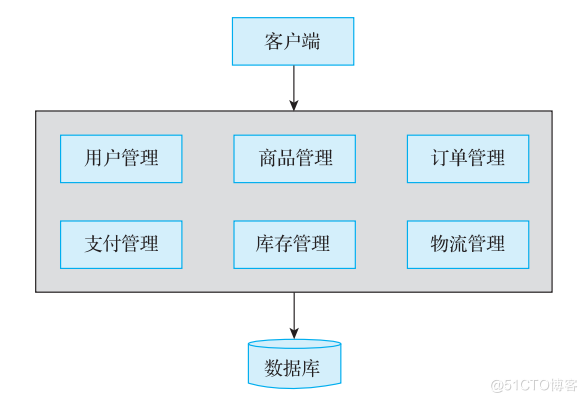 客户端
用户管理
商品管理
订单管理
支付管理
库存管理
物流管理
数据库
@51CTO博客